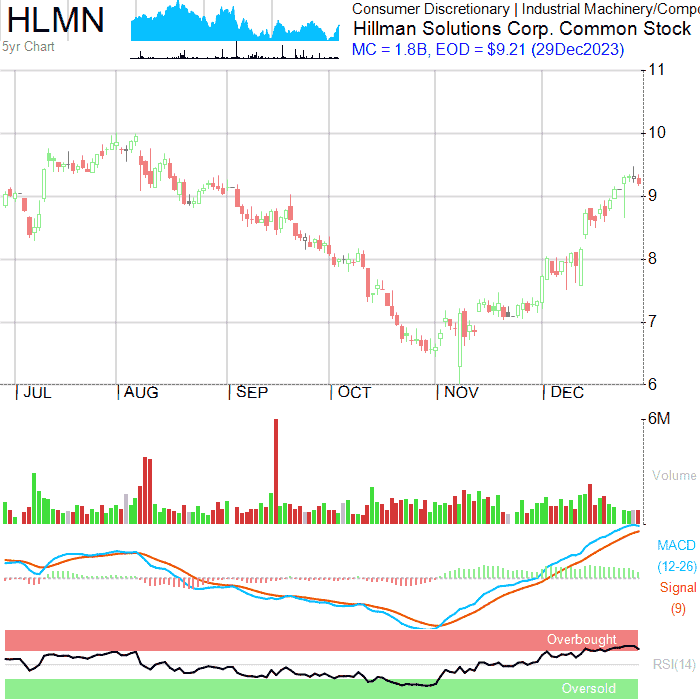 HLMN
5yr Chart
Consumer Discretionary | Industrial Machinery/Compo
Hillman Solutions Corp. Common Stock
MC = 1.8B, EOD = $9.21 (29Dec2023)
11
10
9
8
7
6
JUL AUG SEP OCT NOV DEC
6M
Volume
MACD
(12-26)
Signal
(9)
Overbought
RSI(14)
Oversold